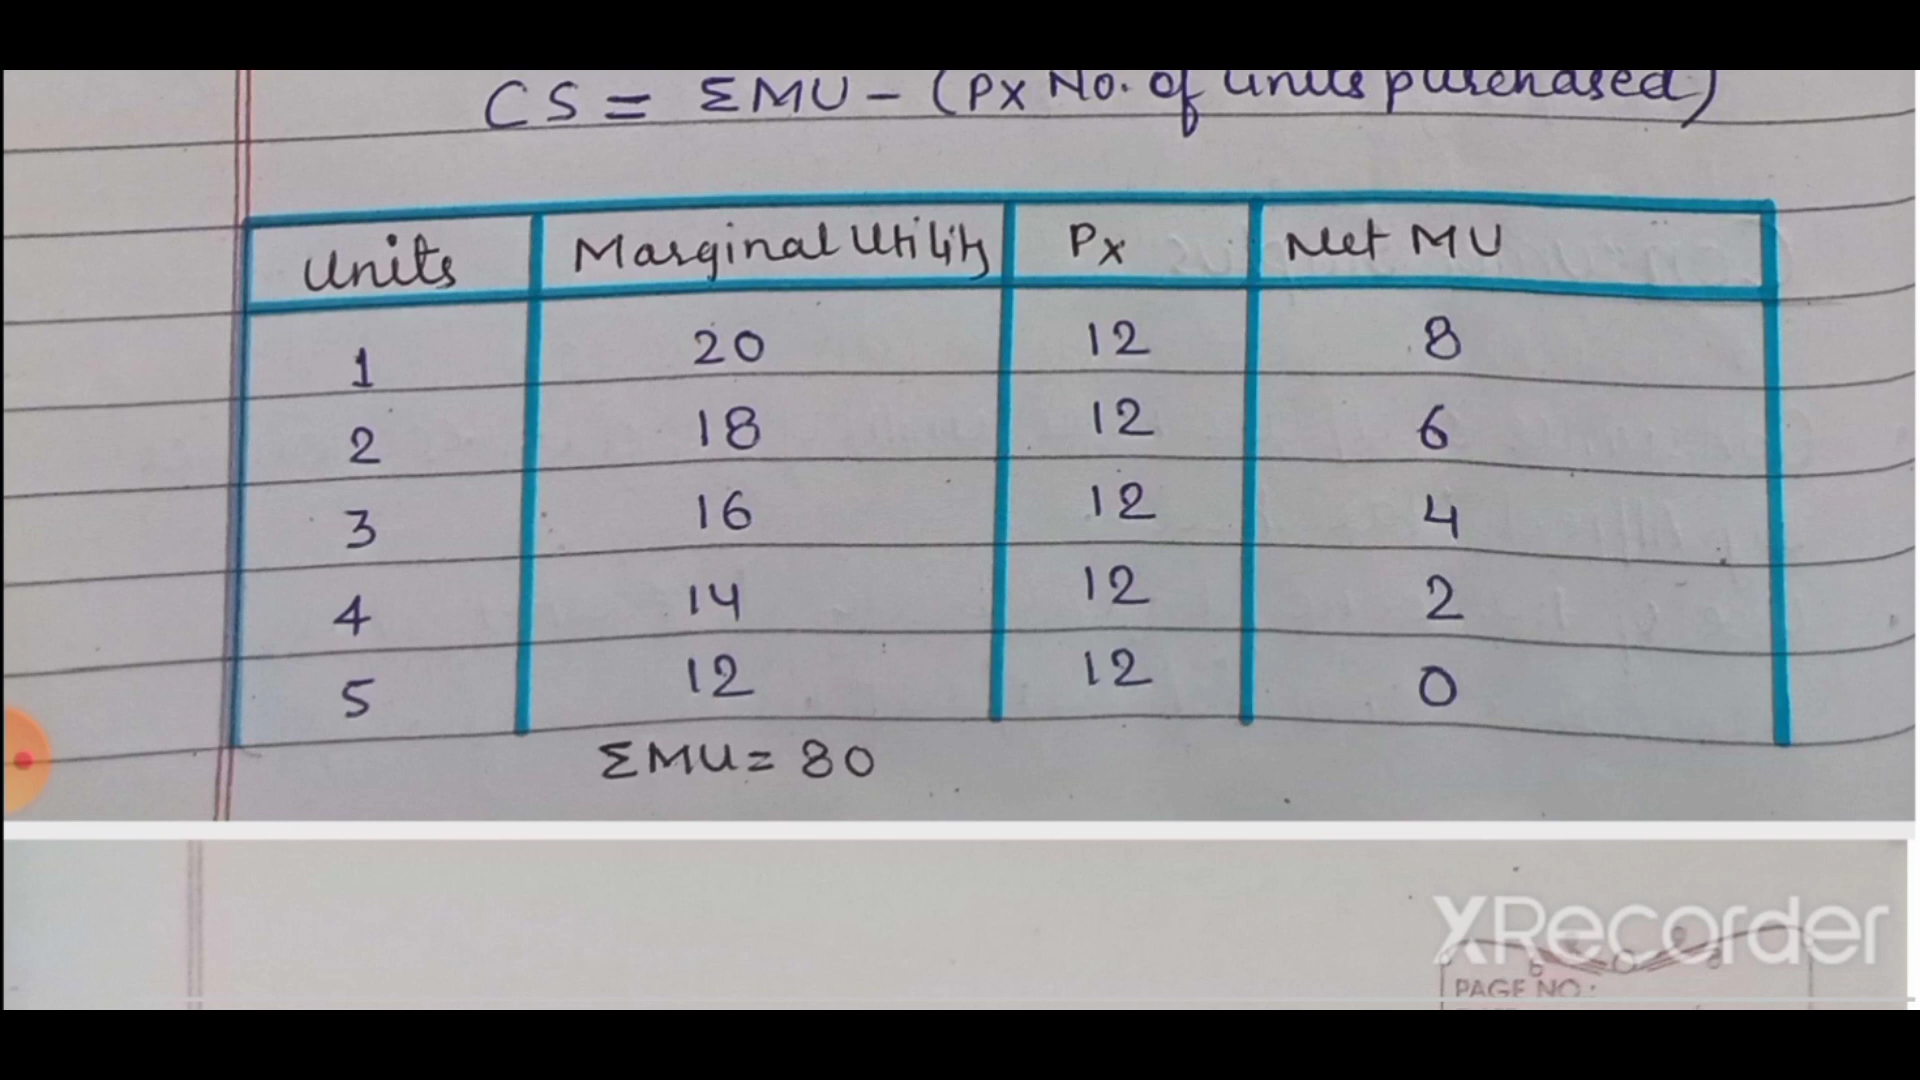 CS = ΣMU - (PX No. of units purchased)
Units Marginal Utility Px Net MU
1 20 12 8
2 18 12 6
3 16 12 4
4 14 12 2
5 12 12 0
ΣMU = 80
XRecorder
PAGE NO.: